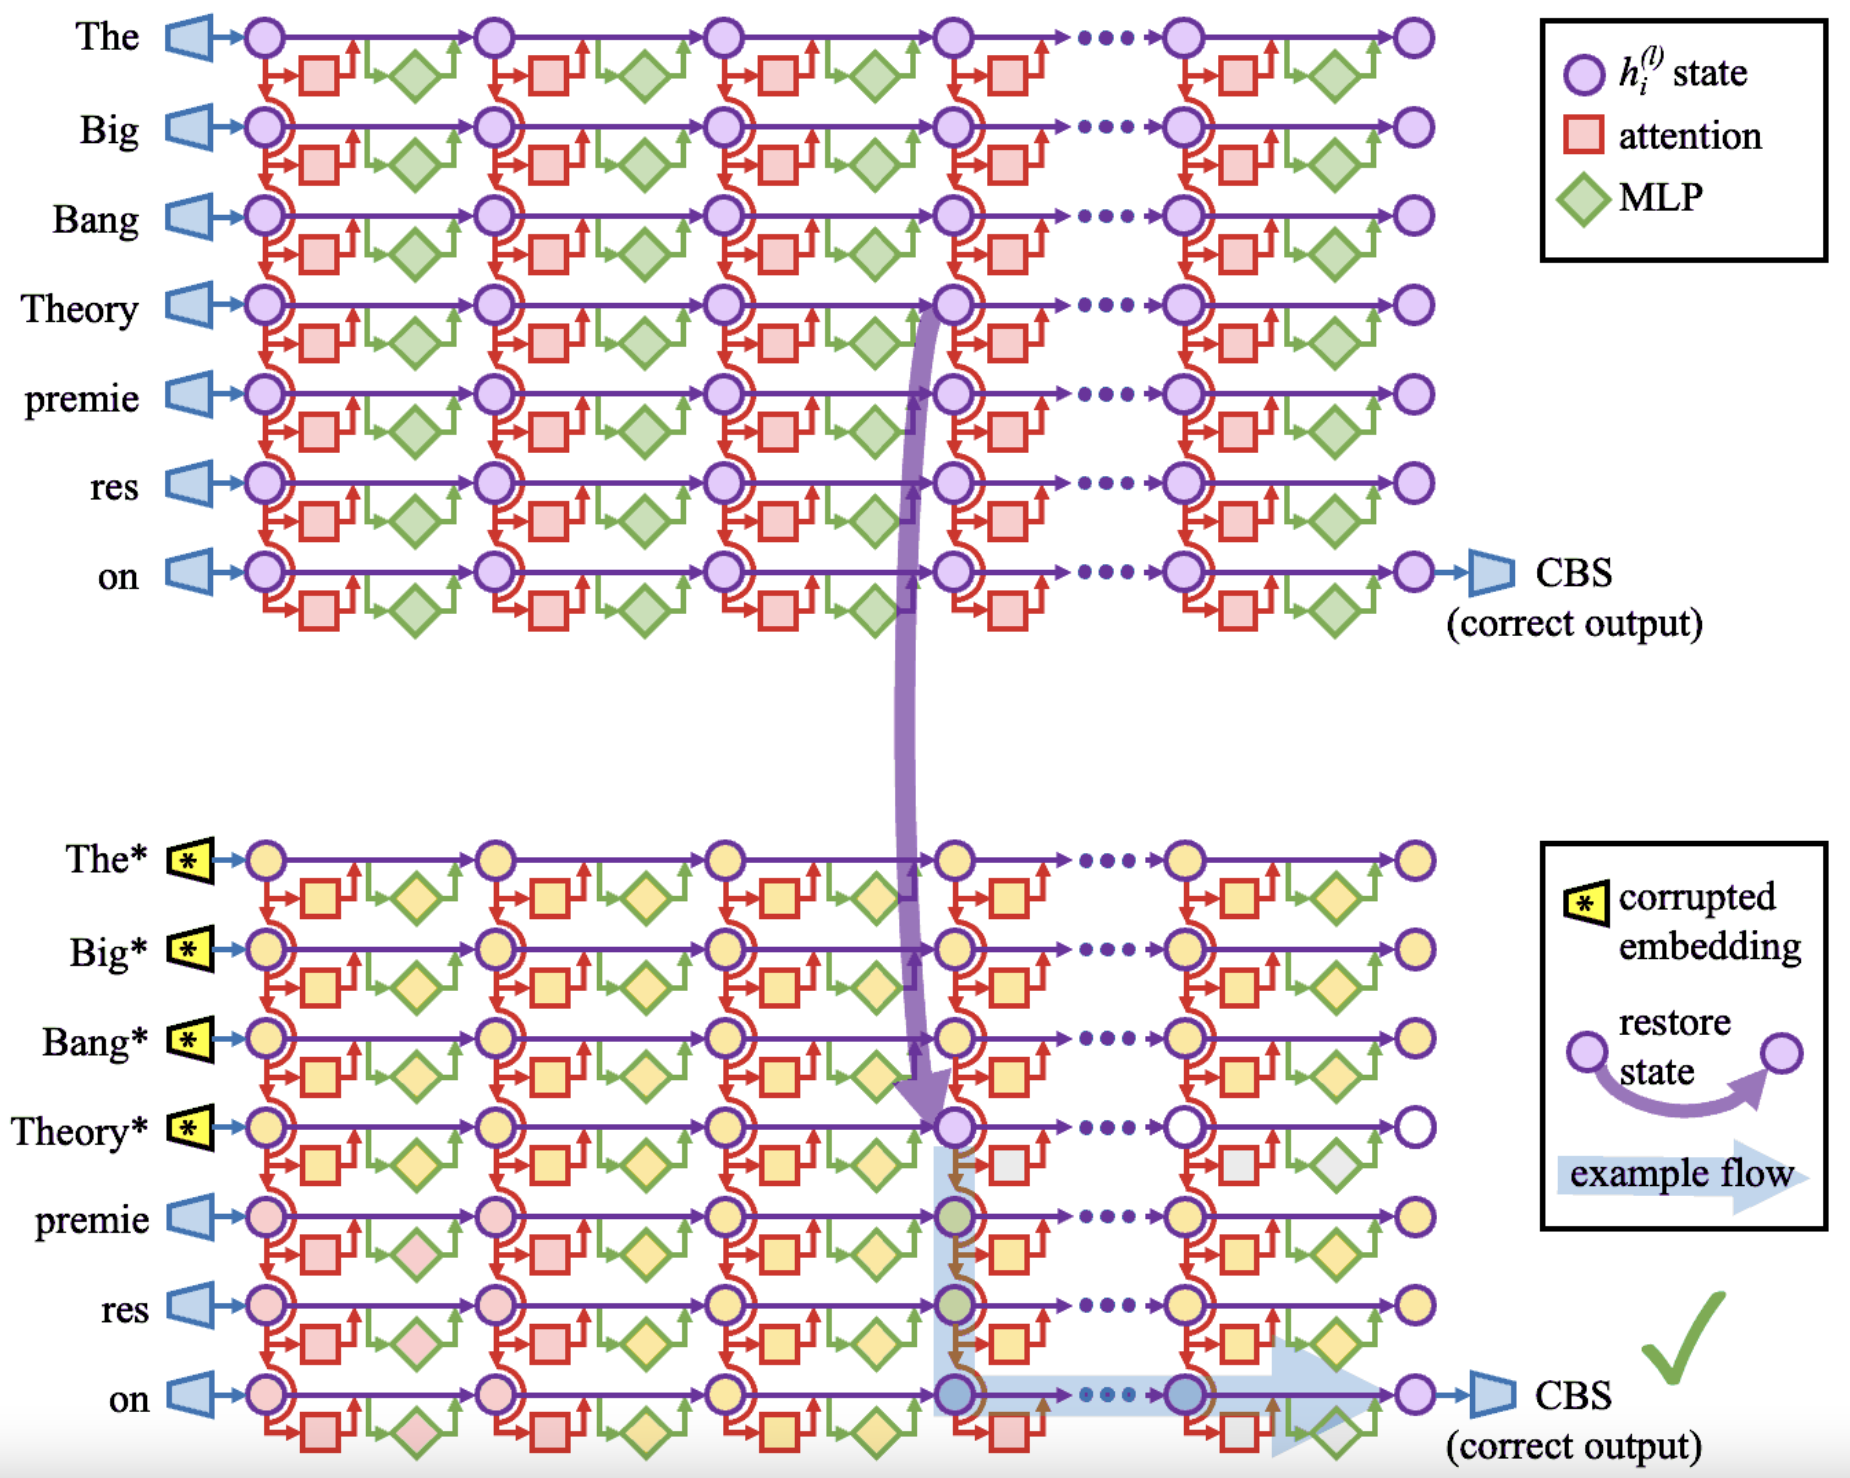 The
Big
Bang
Theory
premie
res
on
CBS
(correct output)
h_i^(l) state
attention
MLP
The*
Big*
Bang*
Theory*
premie
res
on
*
*
*
*
CBS
(correct output)
* corrupted
embedding
restore
state
example flow